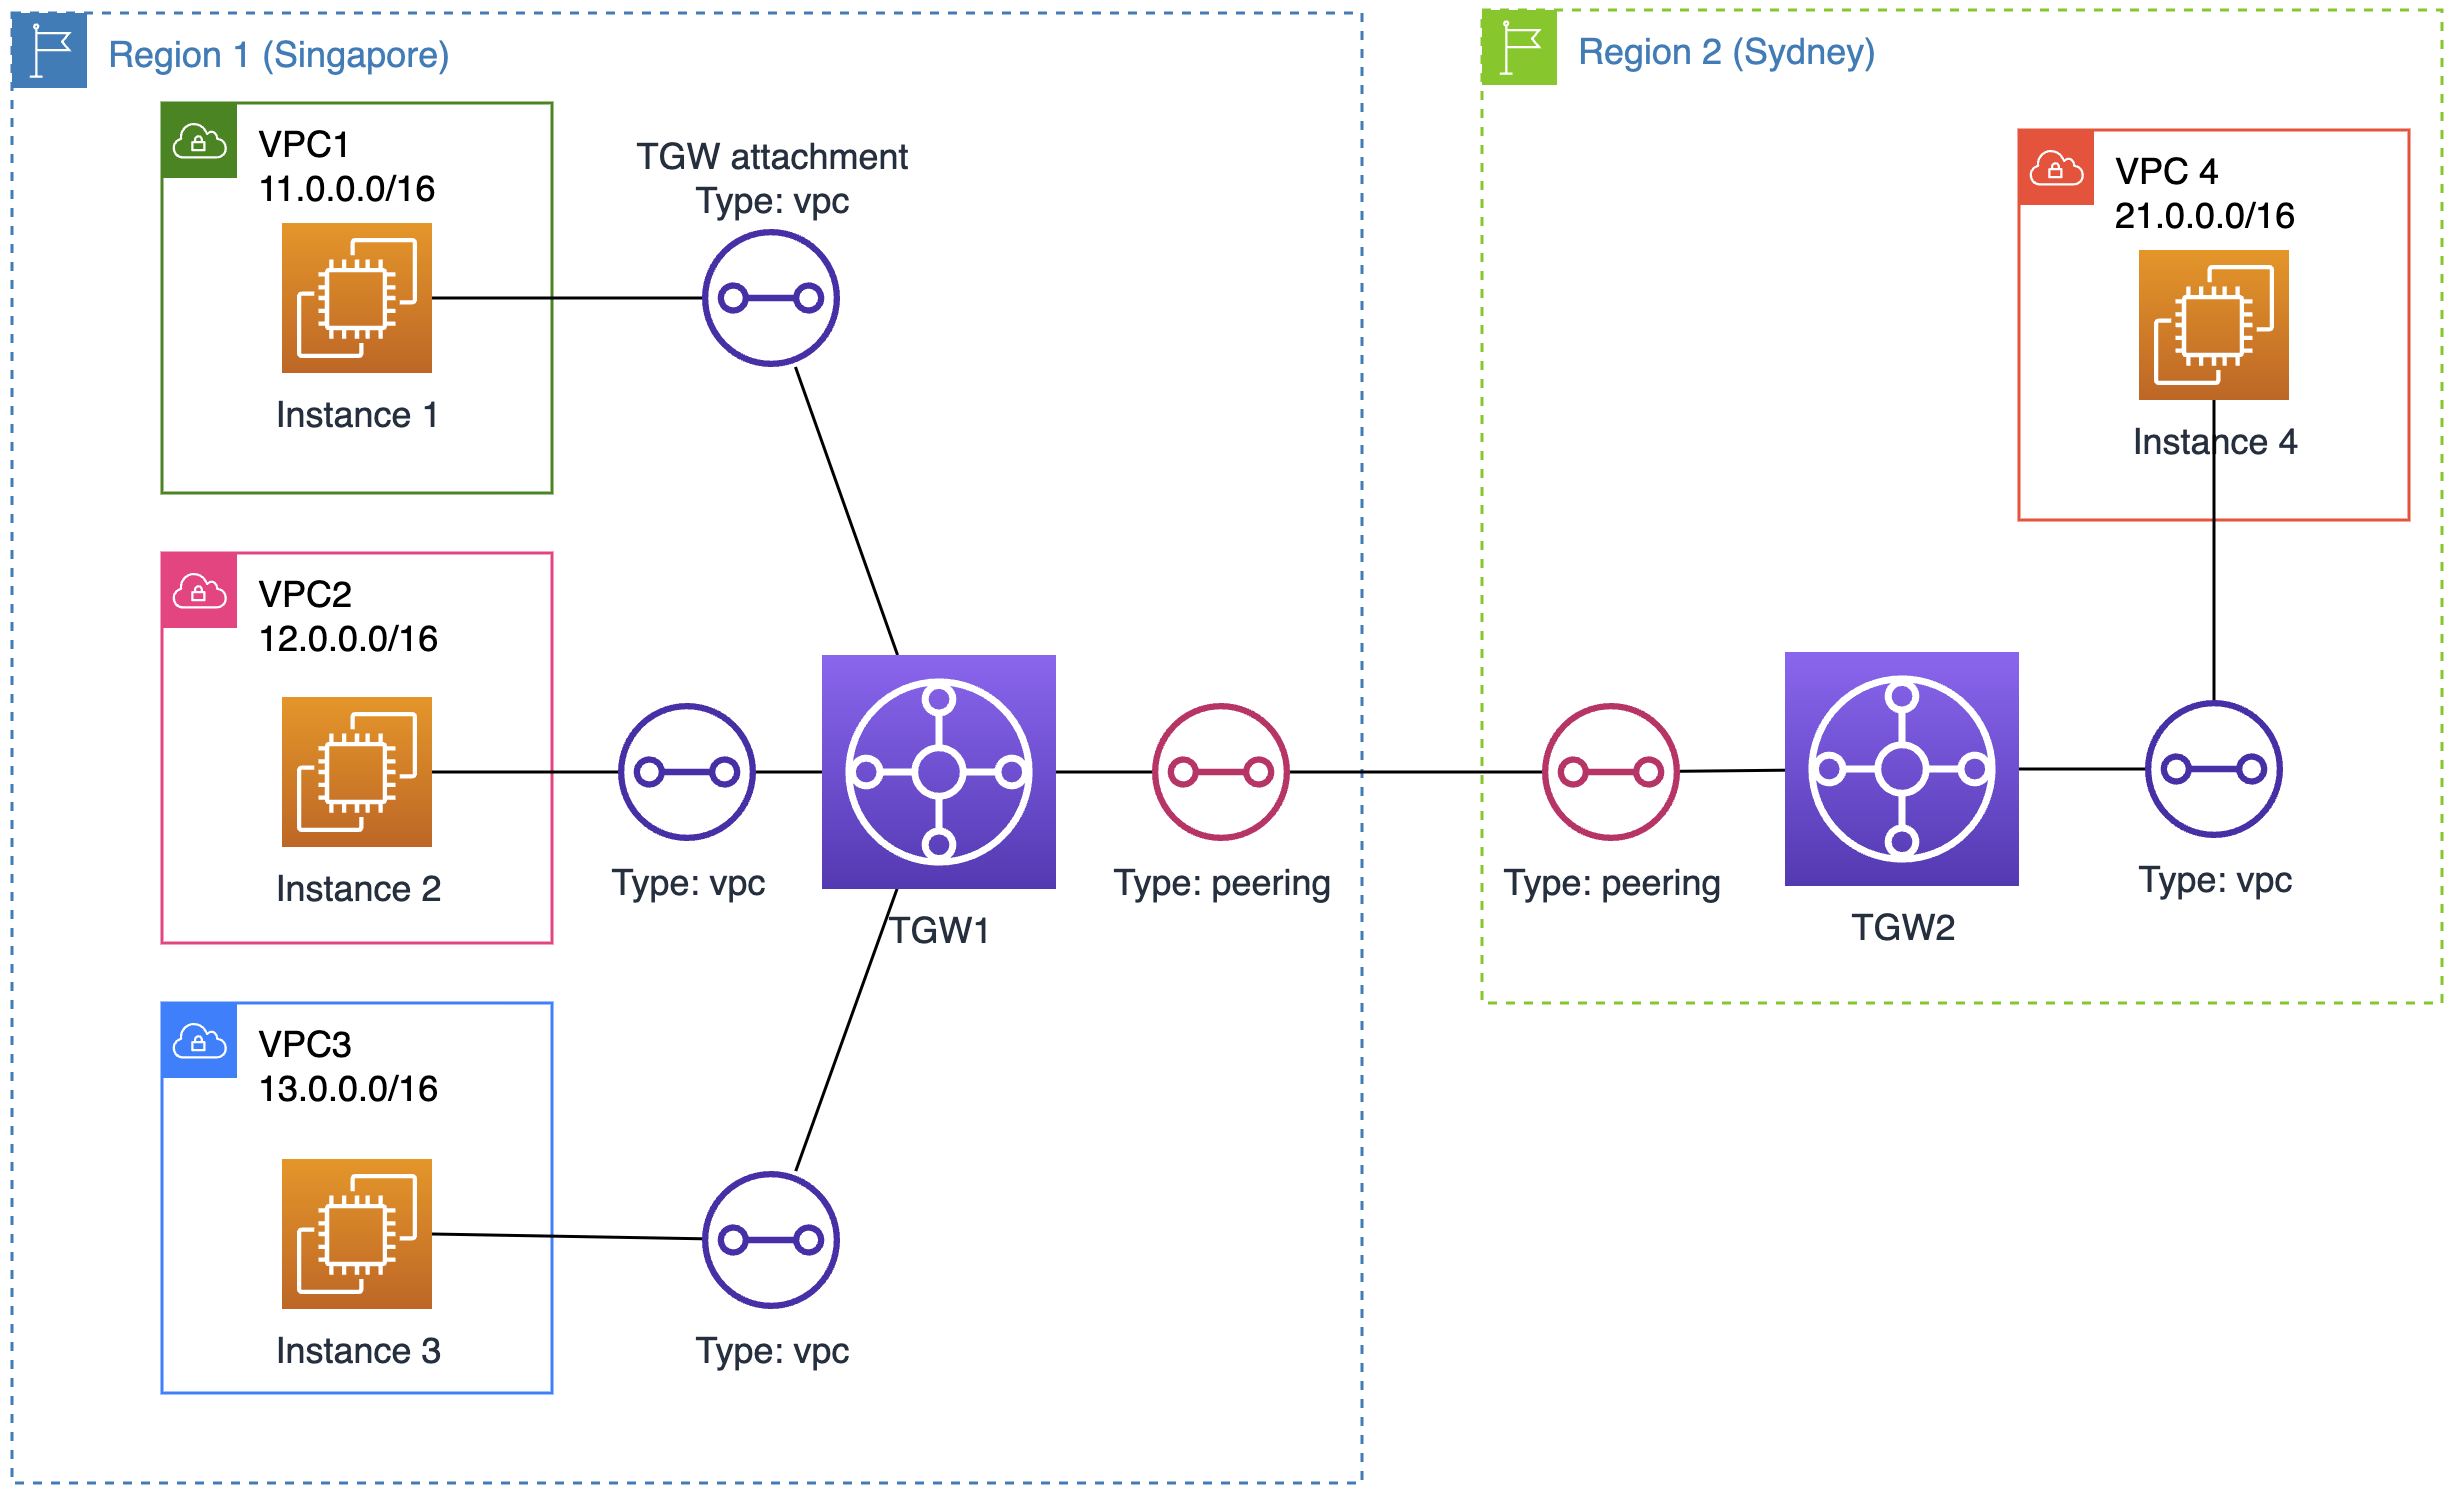 Region 1 (Singapore)
VPC1
11.0.0.0/16
Instance 1
TGW attachment
Type: vpc
VPC2
12.0.0.0/16
Instance 2
Type: vpc
TGW1
Type: peering
VPC3
13.0.0.0/16
Instance 3
Type: vpc
Region 2 (Sydney)
VPC 4
21.0.0.0/16
Instance 4
Type: peering
TGW2
Type: vpc